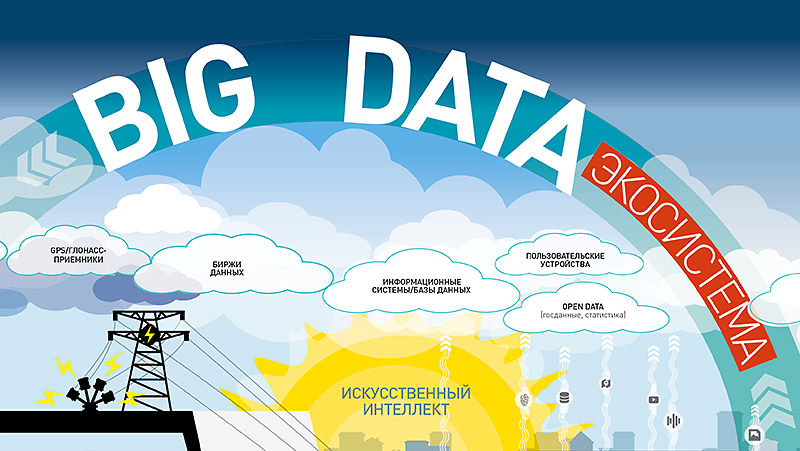 BIG DATA
ЭКОСИСТЕМА
GPS/ГЛОНАСС-
ПРИЕМНИКИ
БИРЖИ
ДАННЫХ
ИНФОРМАЦИОННЫЕ
СИСТЕМЫ/БАЗЫ ДАННЫХ
ПОЛЬЗОВАТЕЛЬСКИЕ
УСТРОЙСТВА
OPEN DATA
(госданные, статистика)
ИСКУССТВЕННЫЙ
ИНТЕЛЛЕКТ